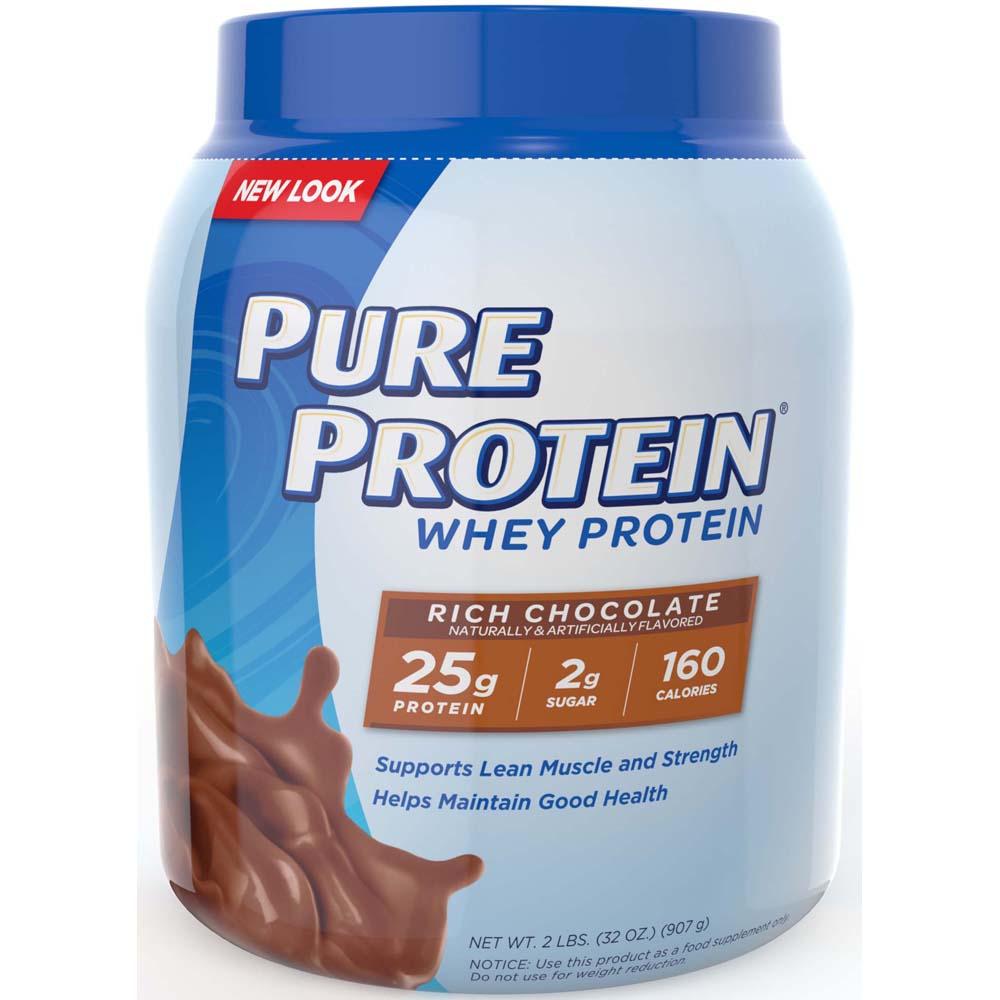 NEW LOOK
PURE
PROTEIN®
WHEY PROTEIN
RICH CHOCOLATE
NATURALLY & ARTIFICIALLY FLAVORED
25g
PROTEIN
2g
SUGAR
160
CALORIES
Supports Lean Muscle and Strength
Helps Maintain Good Health
NET WT. 2 LBS. (32 OZ.) (907 g)
NOTICE: Use this product as a food supplement only.
Do not use for weight reduction.